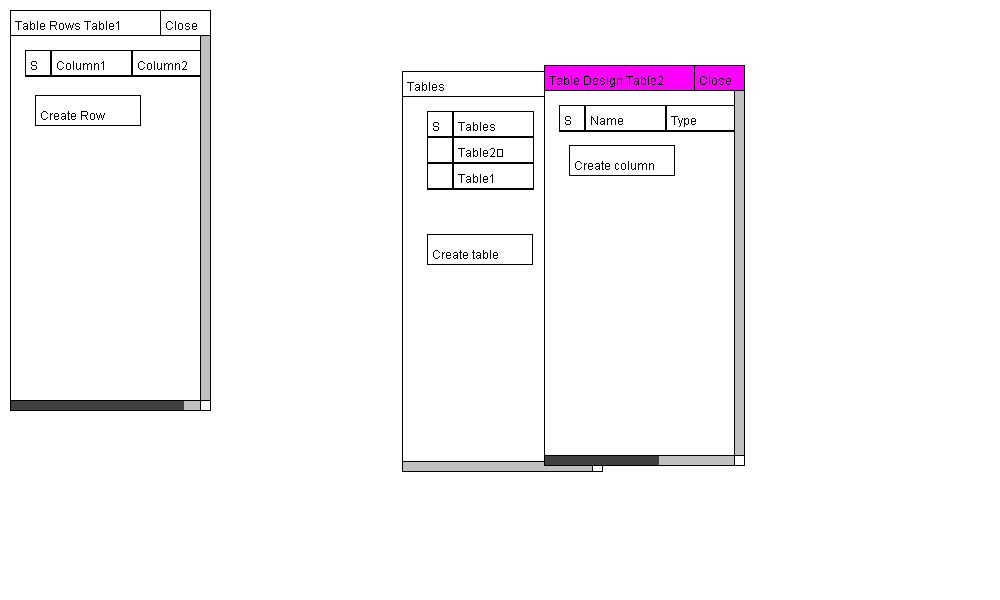 Table Rows Table1 Close
S Column1 Column2
Create Row
Tables
S Tables
Table2▯
Table1
Create table
Table Design Table2 Close
S Name Type
Create column